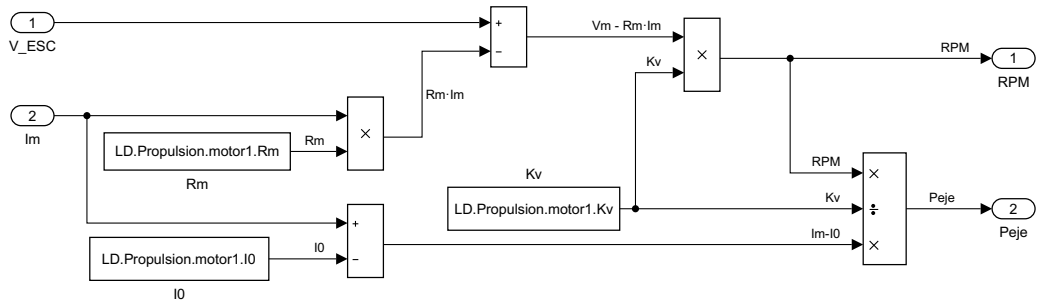 1
V_ESC
+
−
Vm - Rm·Im
Kv
×
RPM
1
RPM
2
Im
Rm·Im
×
LD.Propulsion.motor1.Rm
Rm
Rm
Kv
LD.Propulsion.motor1.Kv
RPM
Kv
Im-I0
×
÷
×
Peje
2
Peje
+
−
LD.Propulsion.motor1.I0
I0
I0